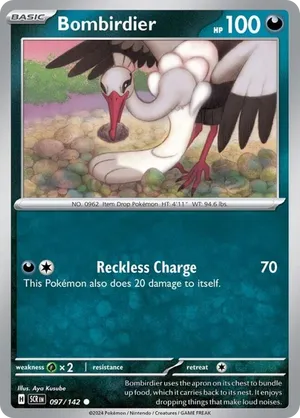 BASIC
Bombirdier
HP 100
NO. 0962 Item Drop Pokémon HT: 4'11" WT: 94.6 lbs.
Reckless Charge 70
This Pokémon also does 20 damage to itself.
weakness ×2 resistance retreat
Illus. Ayo Kusube
H SCR EN 097/142
Bombirdier uses the apron on its chest to bundle
up food, which it carries back to its nest. It enjoys
dropping things that make loud noises.
©2024 Pokémon / Nintendo / Creatures / GAME FREAK